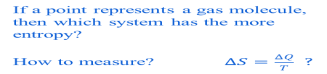 If a point represents a gas molecule,
then which system has the more
entropy?
How to measure? ΔS = ΔQ/T ?